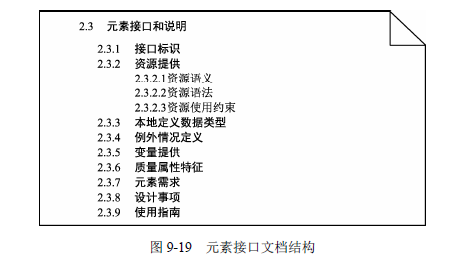 2.3 元素接口和说明
2.3.1 接口标识
2.3.2 资源提供
2.3.2.1资源语义
2.3.2.2资源语法
2.3.2.3资源使用约束
2.3.3 本地定义数据类型
2.3.4 例外情况定义
2.3.5 变量提供
2.3.6 质量属性特征
2.3.7 元素需求
2.3.8 设计事项
2.3.9 使用指南
图 9-19 元素接口文档结构